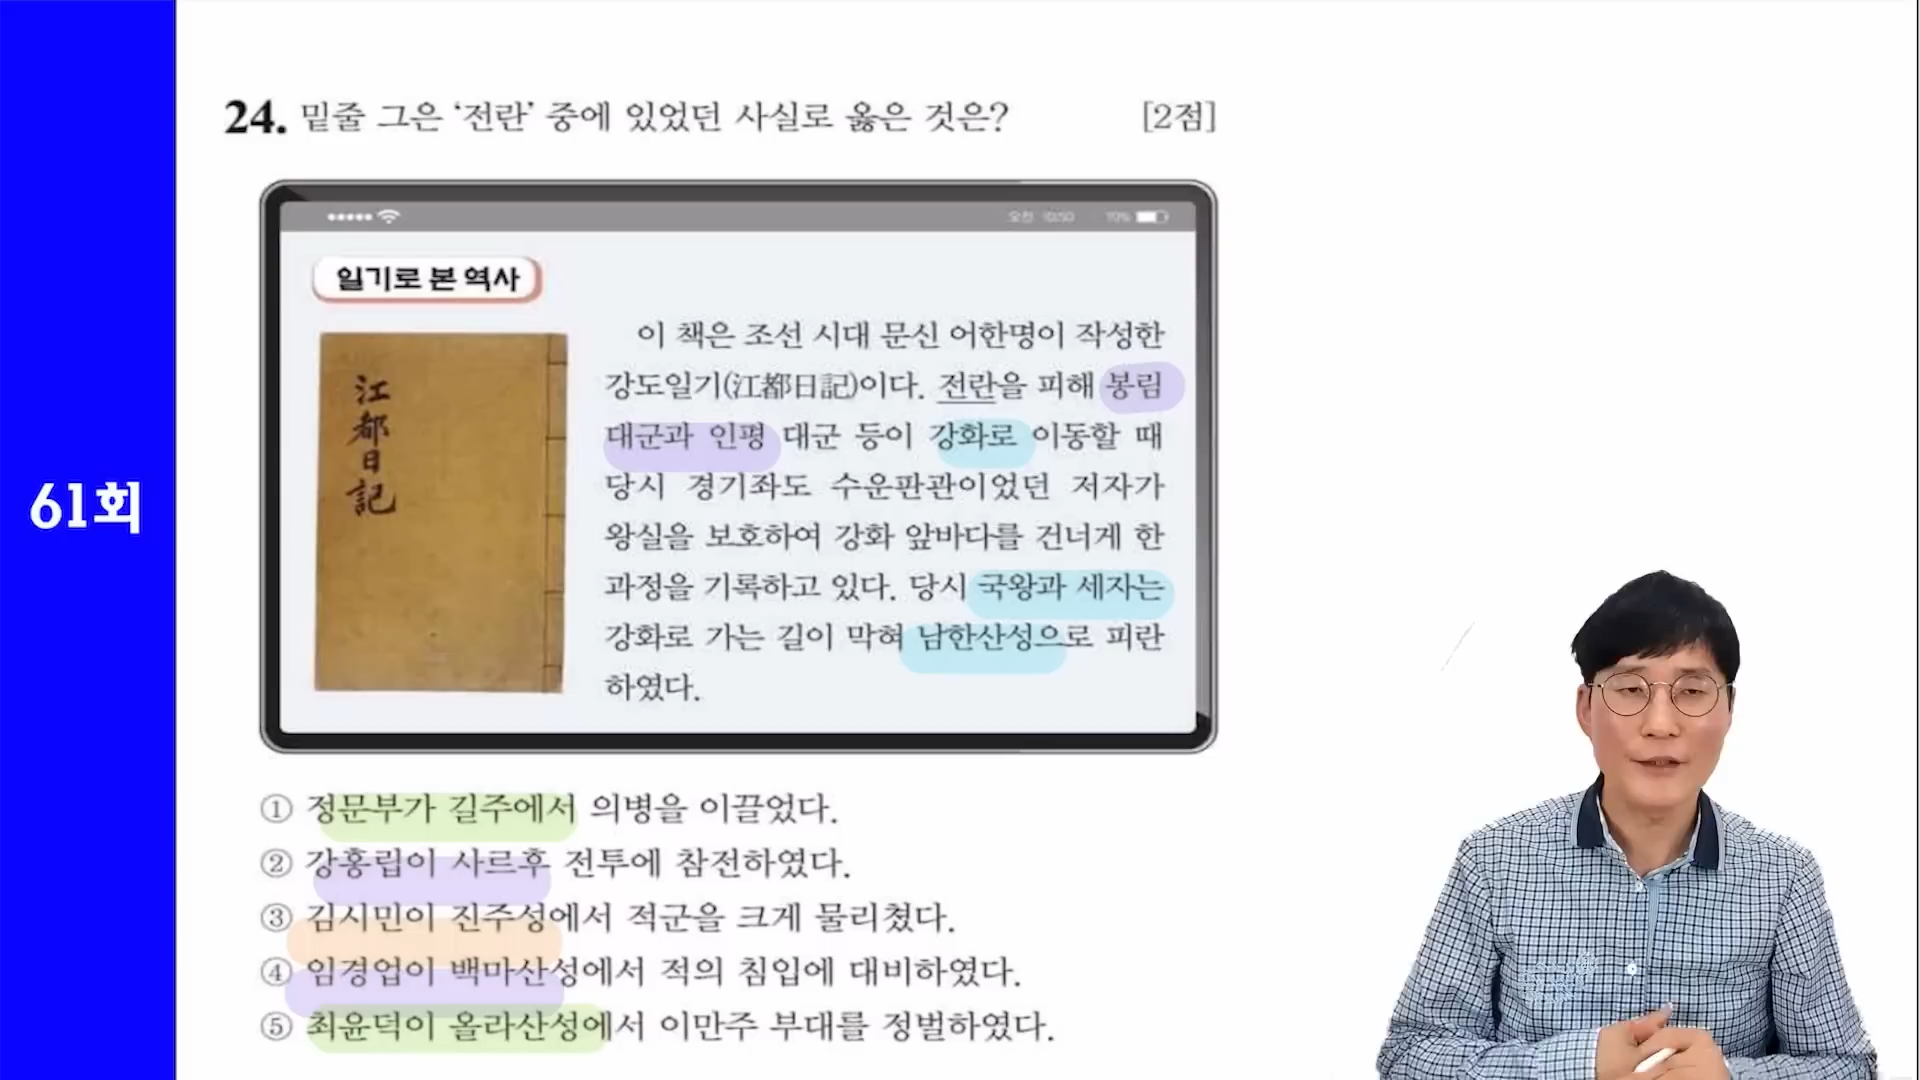 61회
24. 밑줄 그은 ‘전란’ 중에 있었던 사실로 옳은 것은? [2점]
오전 10:50 70%
일기로 본 역사
江都日記
이 책은 조선 시대 문신 어한명이 작성한
강도일기(江都日記)이다. 전란을 피해 봉림
대군과 인평 대군 등이 강화로 이동할 때
당시 경기좌도 수운판관이었던 저자가
왕실을 보호하여 강화 앞바다를 건너게 한
과정을 기록하고 있다. 당시 국왕과 세자는
강화로 가는 길이 막혀 남한산성으로 피란
하였다.
① 정문부가 길주에서 의병을 이끌었다.
② 강홍립이 사르후 전투에 참전하였다.
③ 김시민이 진주성에서 적군을 크게 물리쳤다.
④ 임경업이 백마산성에서 적의 침입에 대비하였다.
⑤ 최윤덕이 올라산성에서 이만주 부대를 정벌하였다.